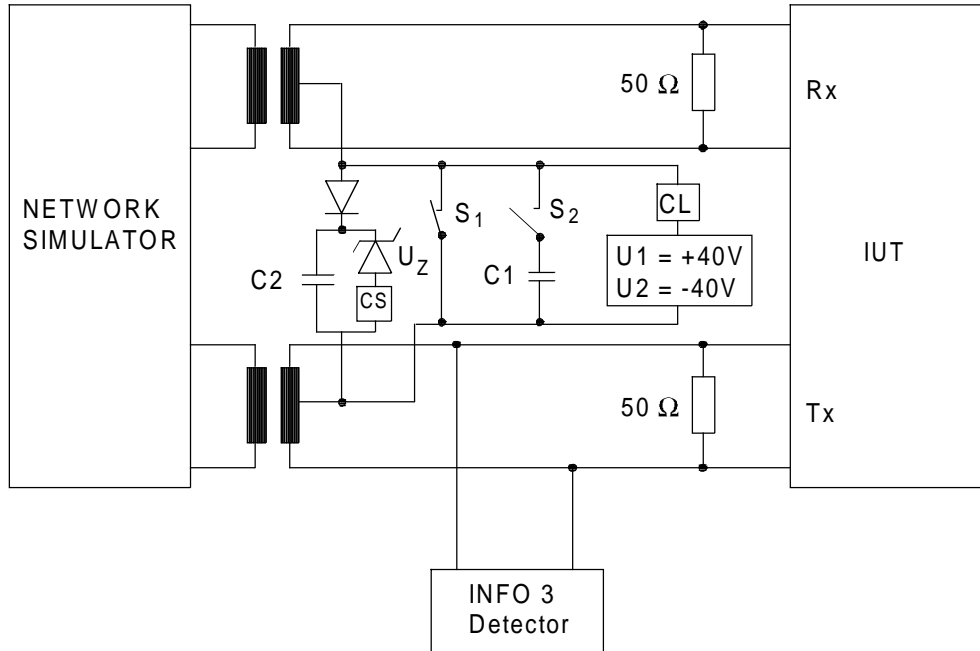 50 Ω
Rx
NETWORK
SIMULATOR
S1
S2
CL
IUT
C2
UZ
CS
C1
U1 = +40V
U2 = -40V
50 Ω
Tx
INFO 3
Detector